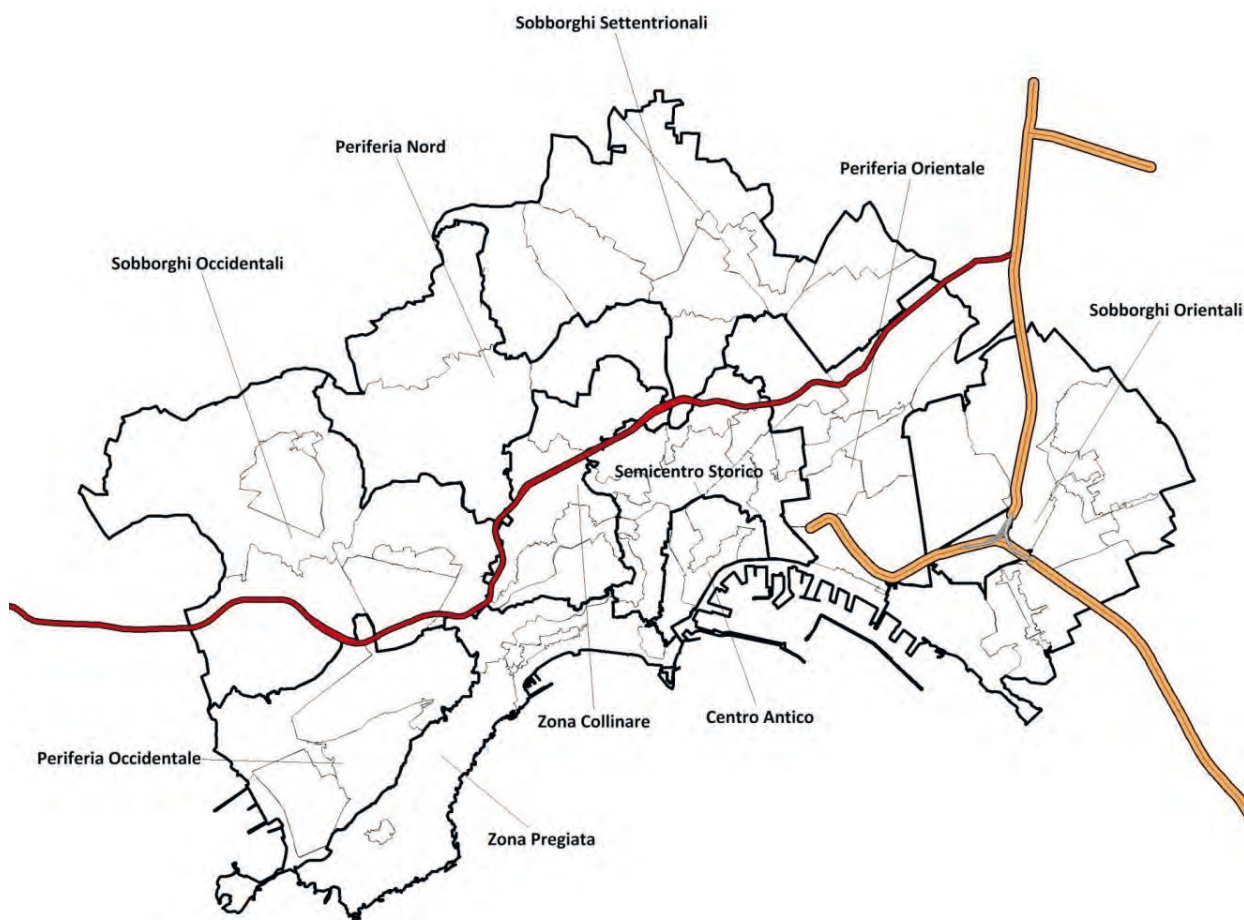 Sobborghi Settentrionali
Periferia Nord
Periferia Orientale
Sobborghi Occidentali
Sobborghi Orientali
Semicentro Storico
Zona Collinare
Centro Antico
Periferia Occidentale
Zona Pregiata